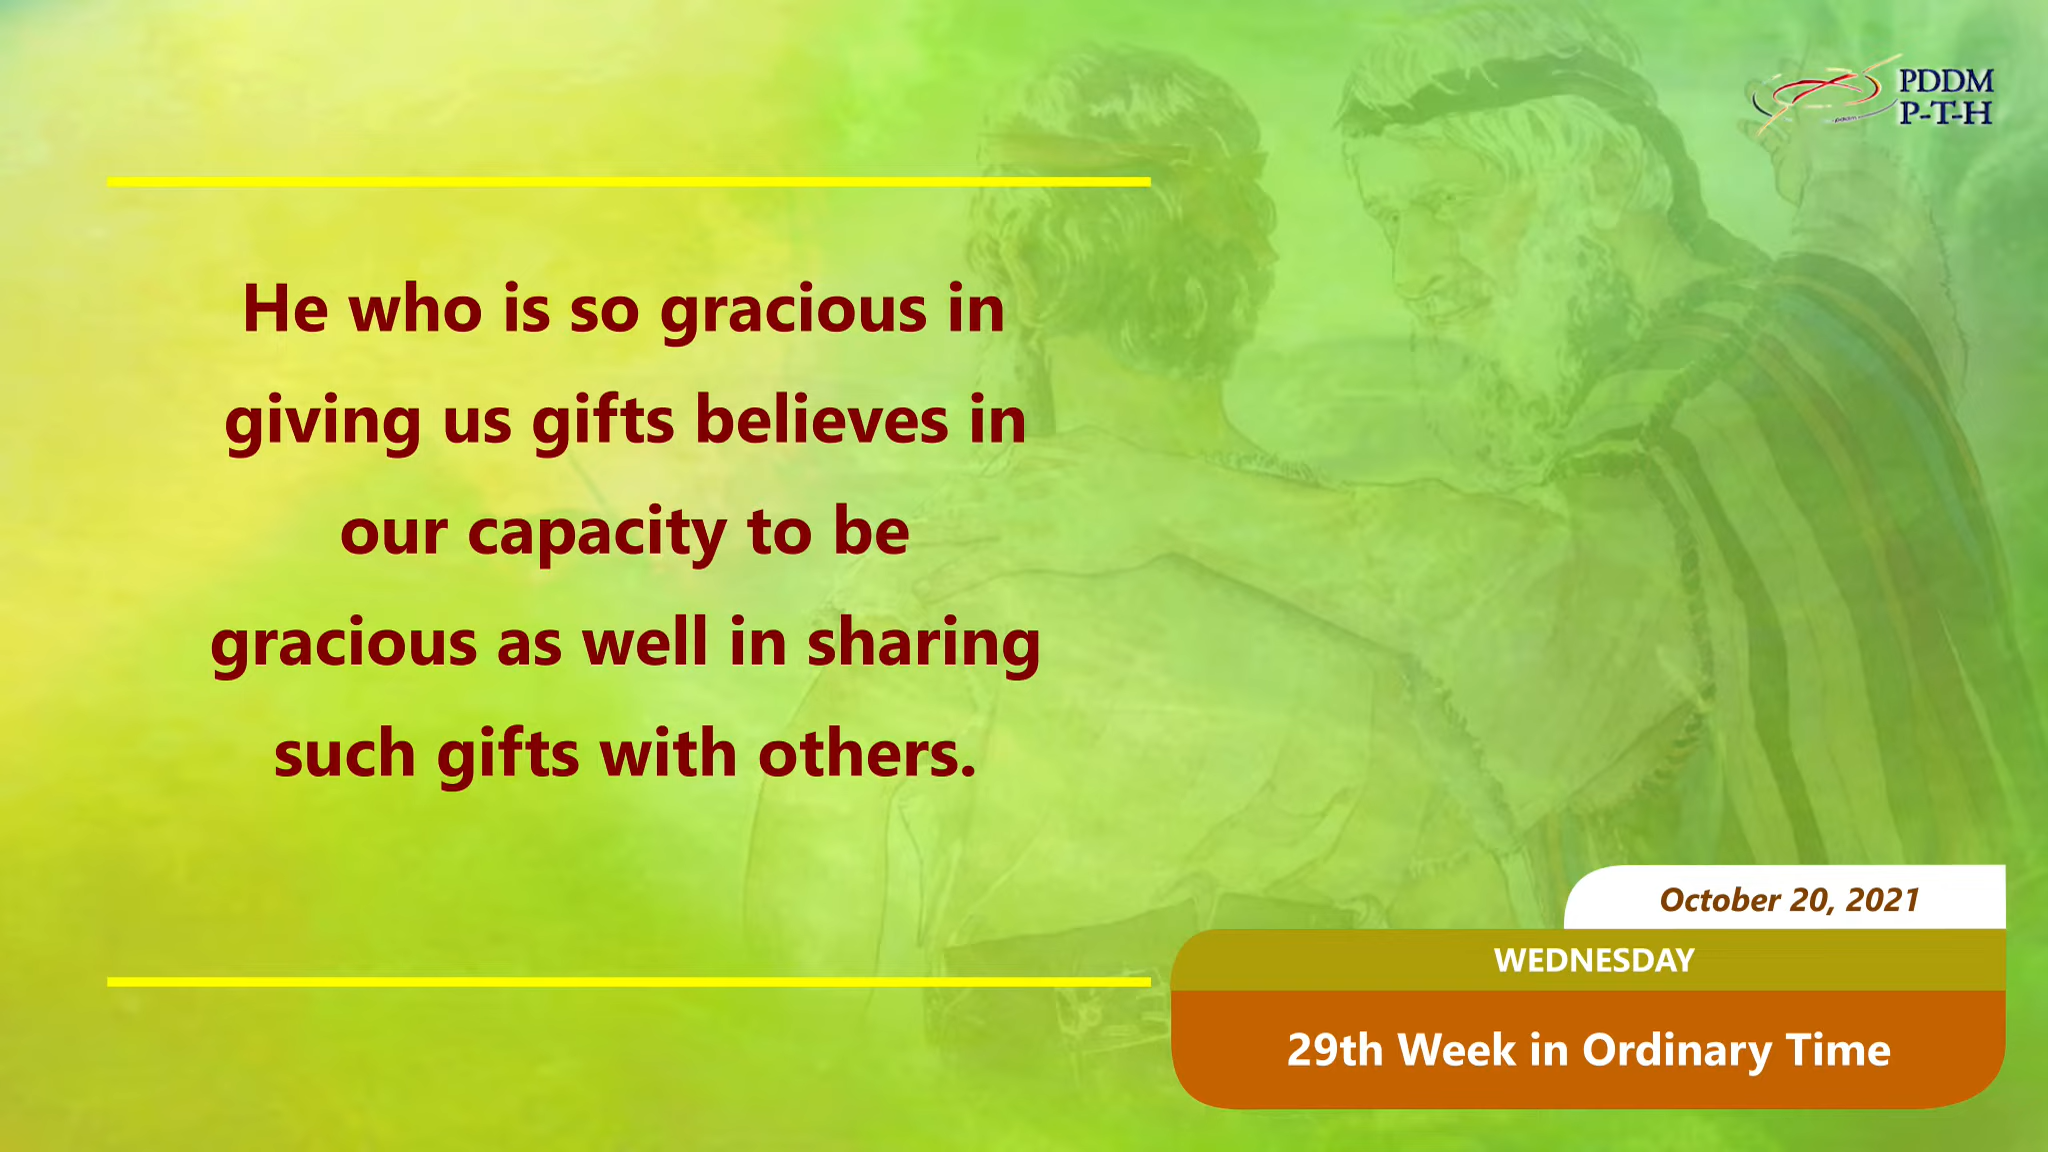 PDDM
P-T-H
He who is so gracious in
giving us gifts believes in
our capacity to be
gracious as well in sharing
such gifts with others.
October 20, 2021
WEDNESDAY
29th Week in Ordinary Time